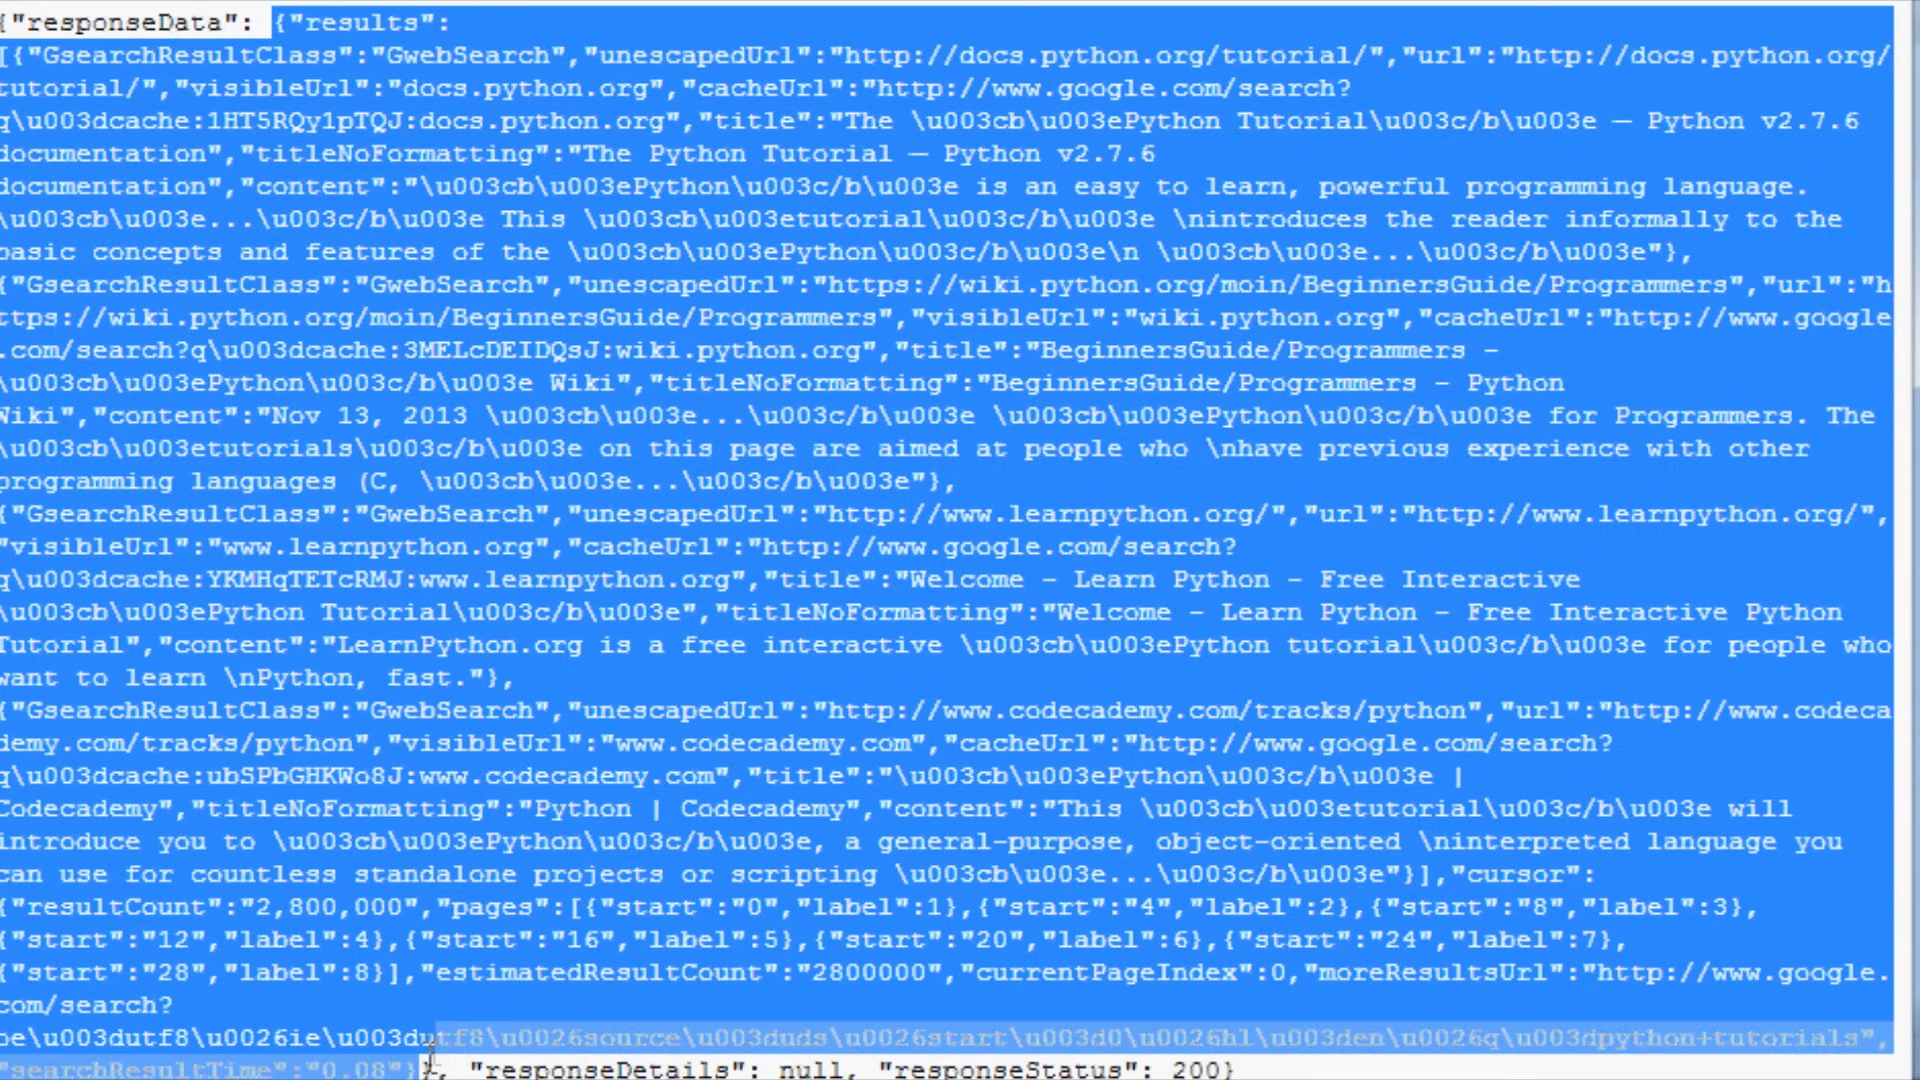 {"responseData": {"results":
[{"GsearchResultClass":"GwebSearch","unescapedUrl":"http://docs.python.org/tutorial/","url":"http://docs.python.org/
tutorial/","visibleUrl":"docs.python.org","cacheUrl":"http://www.google.com/search?
q\u003dcache:1HT5RQy1pTQJ:docs.python.org","title":"The \u003cb\u003ePython Tutorial\u003c/b\u003e — Python v2.7.6
documentation","titleNoFormatting":"The Python Tutorial — Python v2.7.6
documentation","content":"\u003cb\u003ePython\u003c/b\u003e is an easy to learn, powerful programming language.
\u003cb\u003e...\u003c/b\u003e This \u003cb\u003etutorial\u003c/b\u003e \nintroduces the reader informally to the
basic concepts and features of the \u003cb\u003ePython\u003c/b\u003e\n \u003cb\u003e...\u003c/b\u003e"},
{"GsearchResultClass":"GwebSearch","unescapedUrl":"https://wiki.python.org/moin/BeginnersGuide/Programmers","url":"h
ttps://wiki.python.org/moin/BeginnersGuide/Programmers","visibleUrl":"wiki.python.org","cacheUrl":"http://www.google
.com/search?q\u003dcache:3MELcDEIDQsJ:wiki.python.org","title":"BeginnersGuide/Programmers -
\u003cb\u003ePython\u003c/b\u003e Wiki","titleNoFormatting":"BeginnersGuide/Programmers - Python
Wiki","content":"Nov 13, 2013 \u003cb\u003e...\u003c/b\u003e \u003cb\u003ePython\u003c/b\u003e for Programmers. The
\u003cb\u003etutorials\u003c/b\u003e on this page are aimed at people who \nhave previous experience with other
programming languages (C, \u003cb\u003e...\u003c/b\u003e"},
{"GsearchResultClass":"GwebSearch","unescapedUrl":"http://www.learnpython.org/","url":"http://www.learnpython.org/",
"visibleUrl":"www.learnpython.org","cacheUrl":"http://www.google.com/search?
q\u003dcache:YKMHqTETcRMJ:www.learnpython.org","title":"Welcome - Learn Python - Free Interactive
\u003cb\u003ePython Tutorial\u003c/b\u003e","titleNoFormatting":"Welcome - Learn Python - Free Interactive Python
Tutorial","content":"LearnPython.org is a free interactive \u003cb\u003ePython tutorial\u003c/b\u003e for people who
want to learn \nPython, fast."},
{"GsearchResultClass":"GwebSearch","unescapedUrl":"http://www.codecademy.com/tracks/python","url":"http://www.codeca
demy.com/tracks/python","visibleUrl":"www.codecademy.com","cacheUrl":"http://www.google.com/search?
q\u003dcache:ubSPbGHKWo8J:www.codecademy.com","title":"\u003cb\u003ePython\u003c/b\u003e |
Codecademy","titleNoFormatting":"Python | Codecademy","content":"This \u003cb\u003etutorial\u003c/b\u003e will
introduce you to \u003cb\u003ePython\u003c/b\u003e, a general-purpose, object-oriented \ninterpreted language you
can use for countless standalone projects or scripting \u003cb\u003e...\u003c/b\u003e"}],"cursor":
{"resultCount":"2,800,000","pages":[{"start":"0","label":1},{"start":"4","label":2},{"start":"8","label":3},
{"start":"12","label":4},{"start":"16","label":5},{"start":"20","label":6},{"start":"24","label":7},
{"start":"28","label":8}],"estimatedResultCount":"2800000","currentPageIndex":0,"moreResultsUrl":"http://www.google.
com/search?
oe\u003dutf8\u0026ie\u003dutf8\u0026source\u003duds\u0026start\u003d0\u0026hl\u003den\u0026q\u003dpython+tutorials",
"searchResultTime":"0.08"}}, "responseDetails": null, "responseStatus": 200}